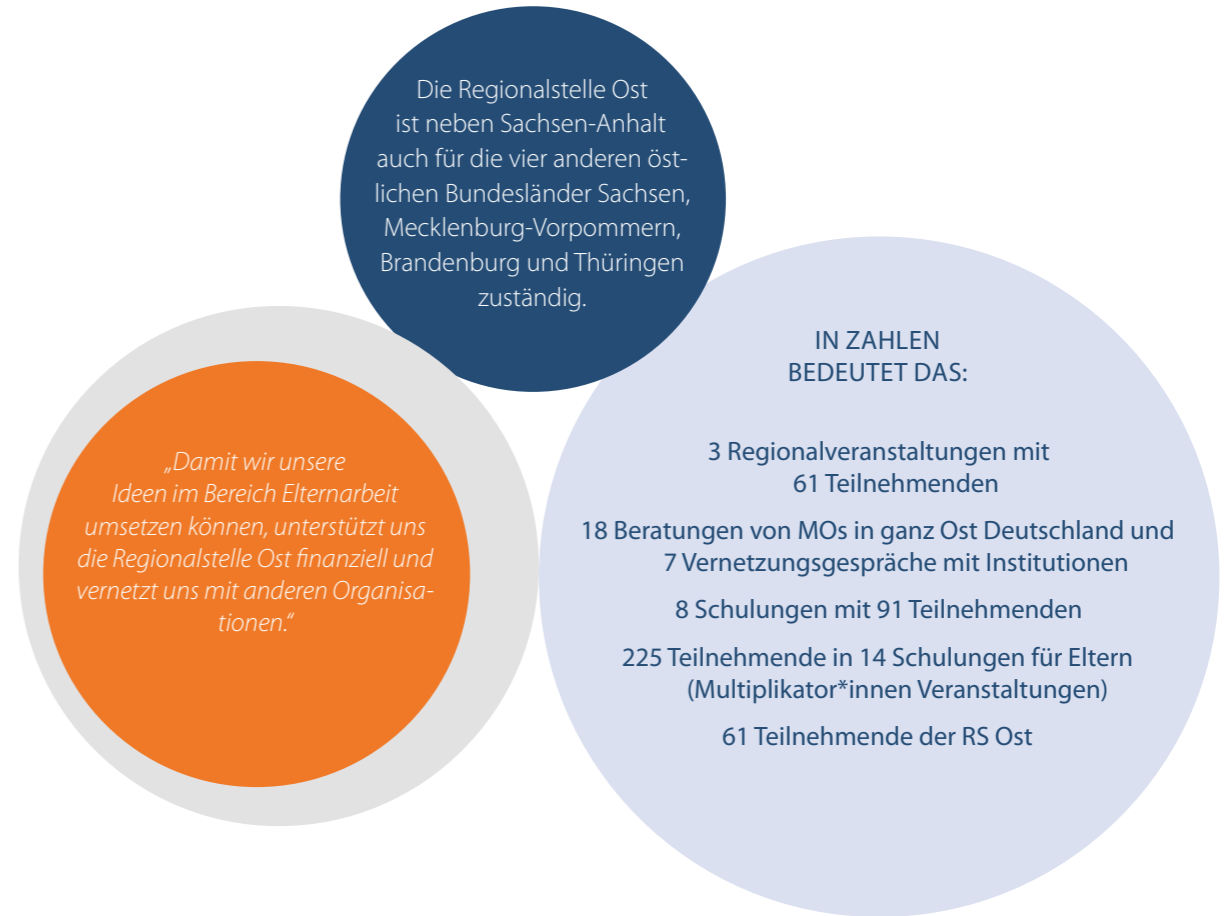 Die Regionalstelle Ost
ist neben Sachsen-Anhalt
auch für die vier anderen öst-
lichen Bundesländer Sachsen,
Mecklenburg-Vorpommern,
Brandenburg und Thüringen
zuständig.
„Damit wir unsere
Ideen im Bereich Elternarbeit
umsetzen können, unterstützt uns
die Regionalstelle Ost finanziell und
vernetzt uns mit anderen Organisa-
tionen.“
IN ZAHLEN
BEDEUTET DAS:
3 Regionalveranstaltungen mit
61 Teilnehmenden
18 Beratungen von MOs in ganz Ost Deutschland und
7 Vernetzungsgespräche mit Institutionen
8 Schulungen mit 91 Teilnehmenden
225 Teilnehmende in 14 Schulungen für Eltern
(Multiplikator*innen Veranstaltungen)
61 Teilnehmende der RS Ost